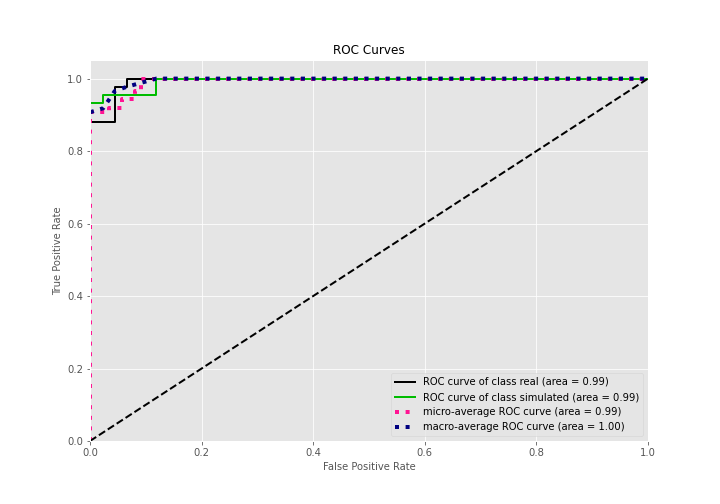 ROC Curves
True Positive Rate
1.0
0.8
0.6
0.4
0.2
0.0
0.0 0.2 0.4 0.6 0.8 1.0
False Positive Rate
ROC curve of class real (area = 0.99)
ROC curve of class simulated (area = 0.99)
micro-average ROC curve (area = 0.99)
macro-average ROC curve (area = 1.00)